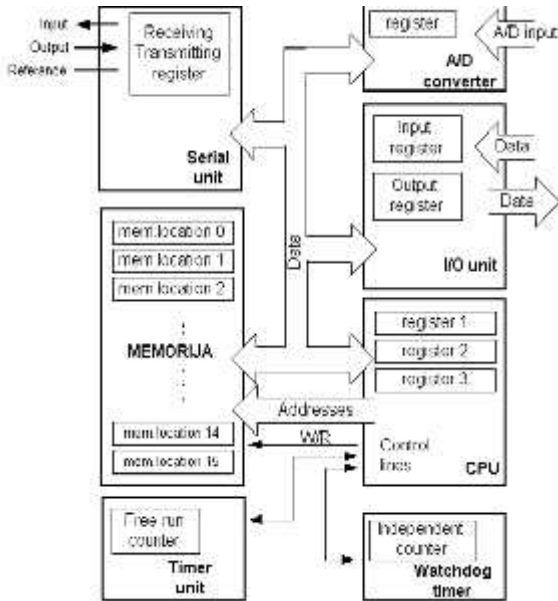 Input
Output
Reference
Receiving
Transmitting
register
Serial
unit
register
A/D input
A/D
converter
Input
register
Output
register
Data
Data
I/O unit
Data
mem.location 0
mem.location 1
mem.location 2
MEMORIJA
mem.location 14
mem.location 15
register 1
register 2
register 3
Addresses
W/R
Control
lines
CPU
Free run
counter
Timer
unit
Independent
counter
Watchdog
timer